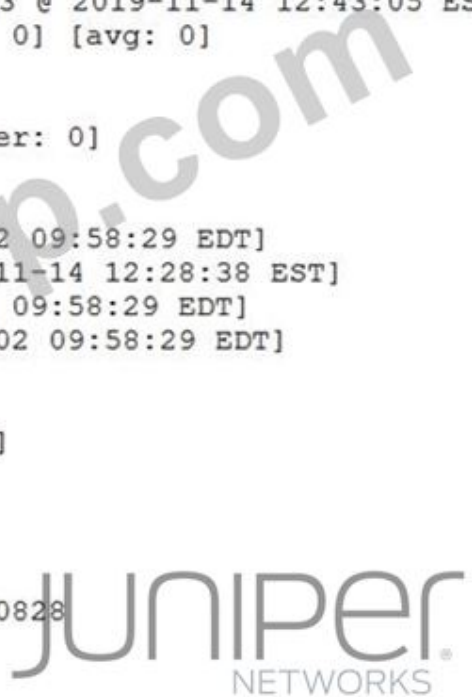 3 @ 2019-11-14 12:43:05 ES
0] [avg: 0]
er: 0]
p.com
2 09:58:29 EDT]
11-14 12:28:38 EST]
09:58:29 EDT]
02 09:58:29 EDT]
]
0828
JUNIPEr
NETWORKS